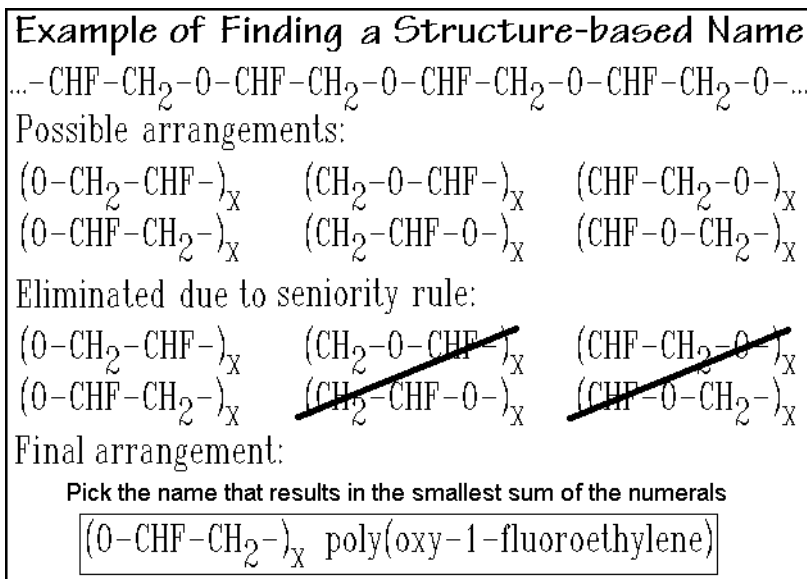 Example of Finding a Structure-based Name
...-CHF-CH₂-O-CHF-CH₂-O-CHF-CH₂-O-CHF-CH₂-O-...
Possible arrangements:
(O-CH₂-CHF-)ₓ (CH₂-O-CHF-)ₓ (CHF-CH₂-O-)ₓ
(O-CHF-CH₂-)ₓ (CH₂-CHF-O-)ₓ (CHF-O-CH₂-)ₓ
Eliminated due to seniority rule:
(O-CH₂-CHF-)ₓ (CH₂-O-CHF-)ₓ (CHF-CH₂-O-)ₓ
(O-CHF-CH₂-)ₓ (CH₂-CHF-O-)ₓ (CHF-O-CH₂-)ₓ
Final arrangement:
Pick the name that results in the smallest sum of the numerals
(O-CHF-CH₂-)ₓ poly(oxy-1-fluoroethylene)